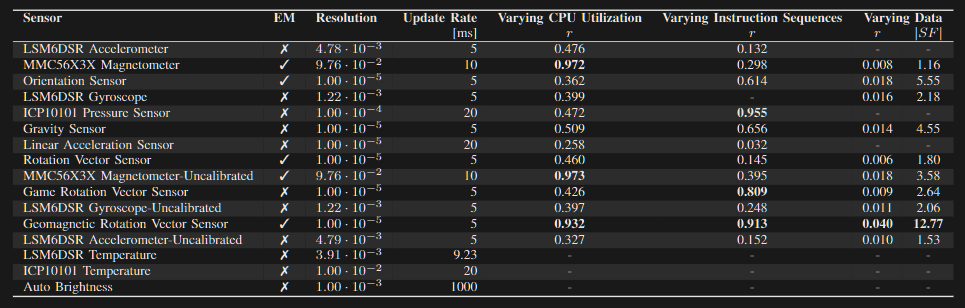 Sensor EM Resolution Update Rate Varying CPU Utilization Varying Instruction Sequences Varying Data
[ms] r r r |SF|
LSM6DSR Accelerometer ✗ 4.78 · 10⁻³ 5 0.476 0.132 - -
MMC56X3X Magnetometer ✓ 9.76 · 10⁻² 10 0.972 0.298 0.008 1.16
Orientation Sensor ✓ 1.00 · 10⁻⁵ 5 0.362 0.614 0.018 5.55
LSM6DSR Gyroscope ✗ 1.22 · 10⁻³ 5 0.399 - 0.016 2.18
ICP10101 Pressure Sensor ✗ 1.00 · 10⁻⁴ 20 0.472 0.955 - -
Gravity Sensor ✗ 1.00 · 10⁻⁵ 5 0.509 0.656 0.014 4.55
Linear Acceleration Sensor ✗ 1.00 · 10⁻⁵ 20 0.258 0.032 - -
Rotation Vector Sensor ✓ 1.00 · 10⁻⁵ 5 0.460 0.145 0.006 1.80
MMC56X3X Magnetometer-Uncalibrated ✓ 9.76 · 10⁻² 10 0.973 0.395 0.018 3.58
Game Rotation Vector Sensor ✗ 1.00 · 10⁻⁵ 5 0.426 0.809 0.009 2.64
LSM6DSR Gyroscope-Uncalibrated ✗ 1.22 · 10⁻³ 5 0.397 0.248 0.011 2.06
Geomagnetic Rotation Vector Sensor ✓ 1.00 · 10⁻⁵ 5 0.932 0.913 0.040 12.77
LSM6DSR Accelerometer-Uncalibrated ✗ 4.79 · 10⁻³ 5 0.327 0.152 0.010 1.53
LSM6DSR Temperature ✗ 3.91 · 10⁻³ 9.23 - - - -
ICP10101 Temperature ✗ 1.00 · 10⁻² 20 - - - -
Auto Brightness ✗ 1.00 · 10⁻³ 1000 - - - -